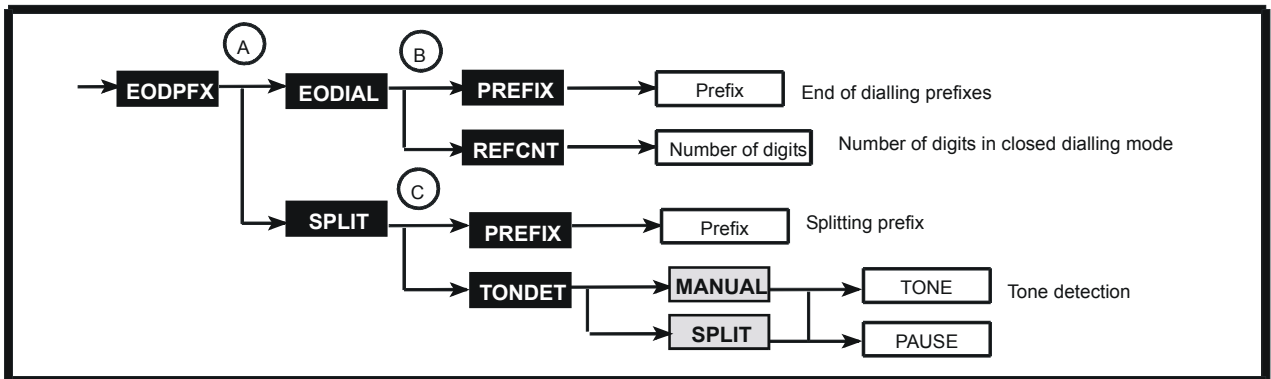 A
B
EODPFX
EODIAL
PREFIX
Prefix
End of dialling prefixes
REFCNT
Number of digits
Number of digits in closed dialling mode
C
SPLIT
PREFIX
Prefix
Splitting prefix
TONDET
MANUAL
TONE
Tone detection
SPLIT
PAUSE